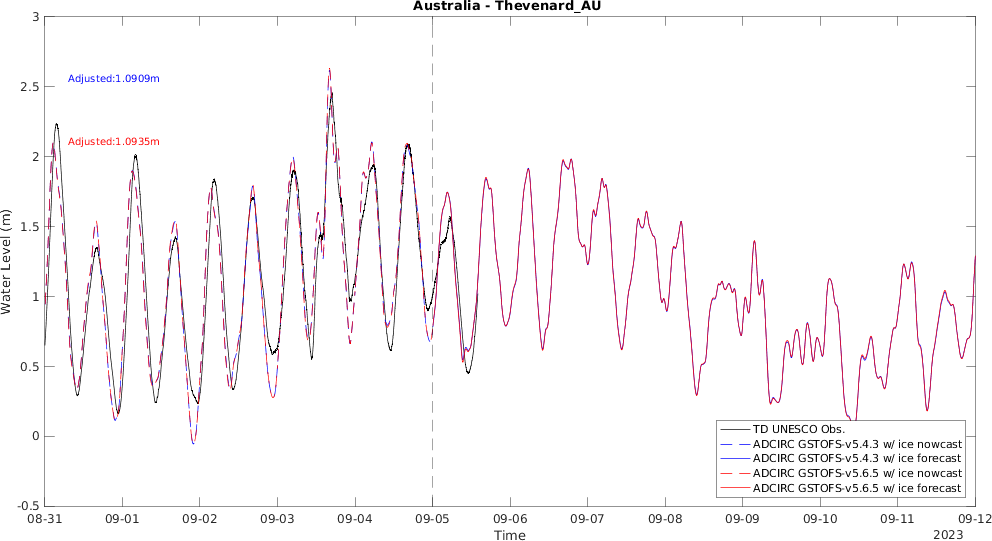 Australia - Thevenard_AU
3
2.5
2
1.5
1
0.5
0
-0.5
Water Level (m)
Adjusted:1.0909m
Adjusted:1.0935m
TD UNESCO Obs.
ADCIRC GSTOFS-v5.4.3 w/ ice nowcast
ADCIRC GSTOFS-v5.4.3 w/ ice forecast
ADCIRC GSTOFS-v5.6.5 w/ ice nowcast
ADCIRC GSTOFS-v5.6.5 w/ ice forecast
08-31 09-01 09-02 09-03 09-04 09-05 09-06 09-07 09-08 09-09 09-10 09-11 09-12
Time
2023